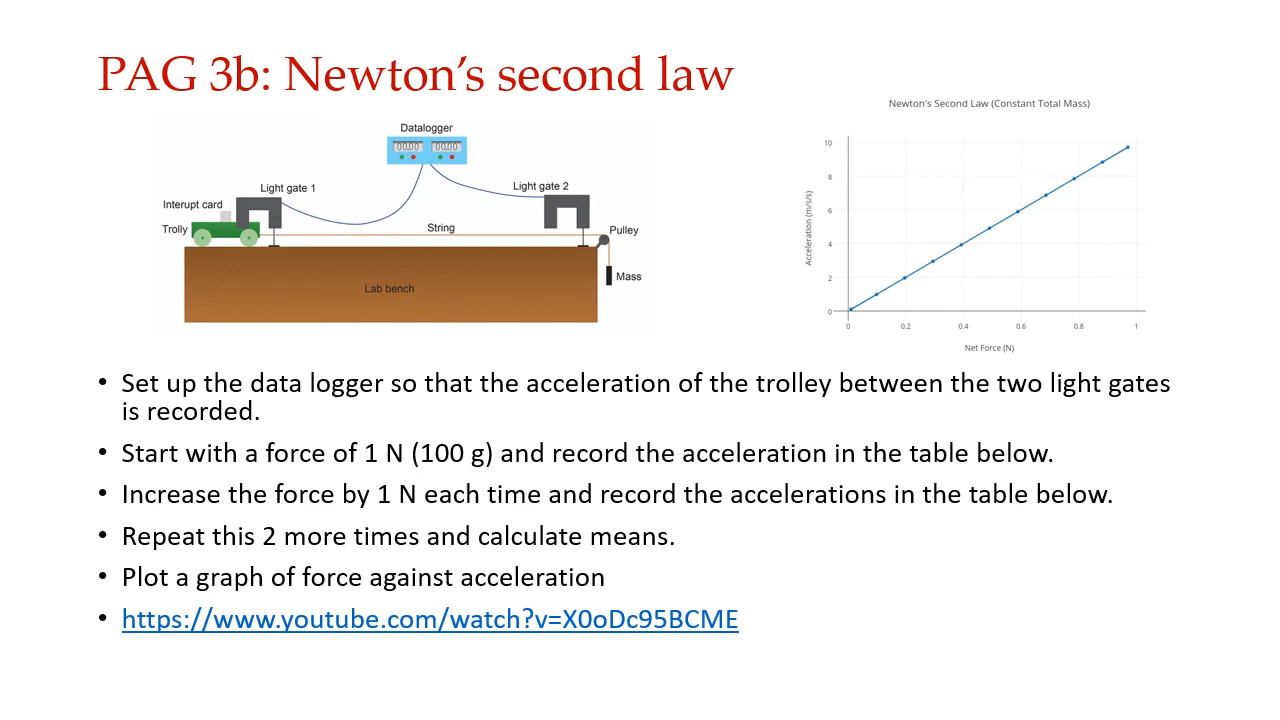 PAG 3b: Newton’s second law
Datalogger
00.00 00.00
Light gate 1
Light gate 2
Interupt card
Trolly
String
Pulley
Mass
Lab bench
Newton's Second Law (Constant Total Mass)
Acceleration (m/s/s)
10
8
6
4
2
0
0 0.2 0.4 0.6 0.8 1
Net Force (N)
• Set up the data logger so that the acceleration of the trolley between the two light gates
is recorded.
• Start with a force of 1 N (100 g) and record the acceleration in the table below.
• Increase the force by 1 N each time and record the accelerations in the table below.
• Repeat this 2 more times and calculate means.
• Plot a graph of force against acceleration
• https://www.youtube.com/watch?v=X0oDc95BCME